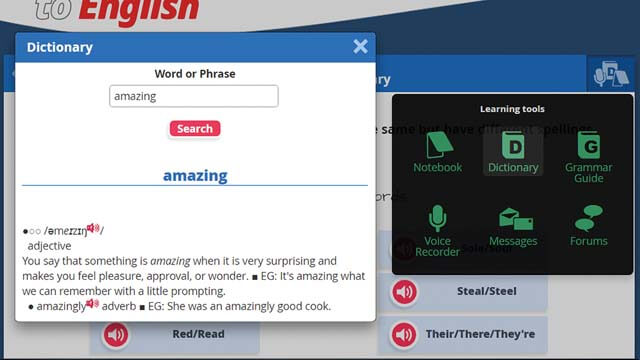 to English
Dictionary
Word or Phrase
amazing
Search
amazing
●○○ /əmeɪzɪŋ/
adjective
You say that something is amazing when it is very surprising and
makes you feel pleasure, approval, or wonder. ■ EG: It's amazing what
we can remember with a little prompting.
● amazingly adverb ■ EG: She was an amazingly good cook.
Learning tools
same but have different spellings
Notebook
Dictionary
Grammar
Guide
Voice
Recorder
Messages
Forums
Steal/Steel
Red/Read
Their/There/They're